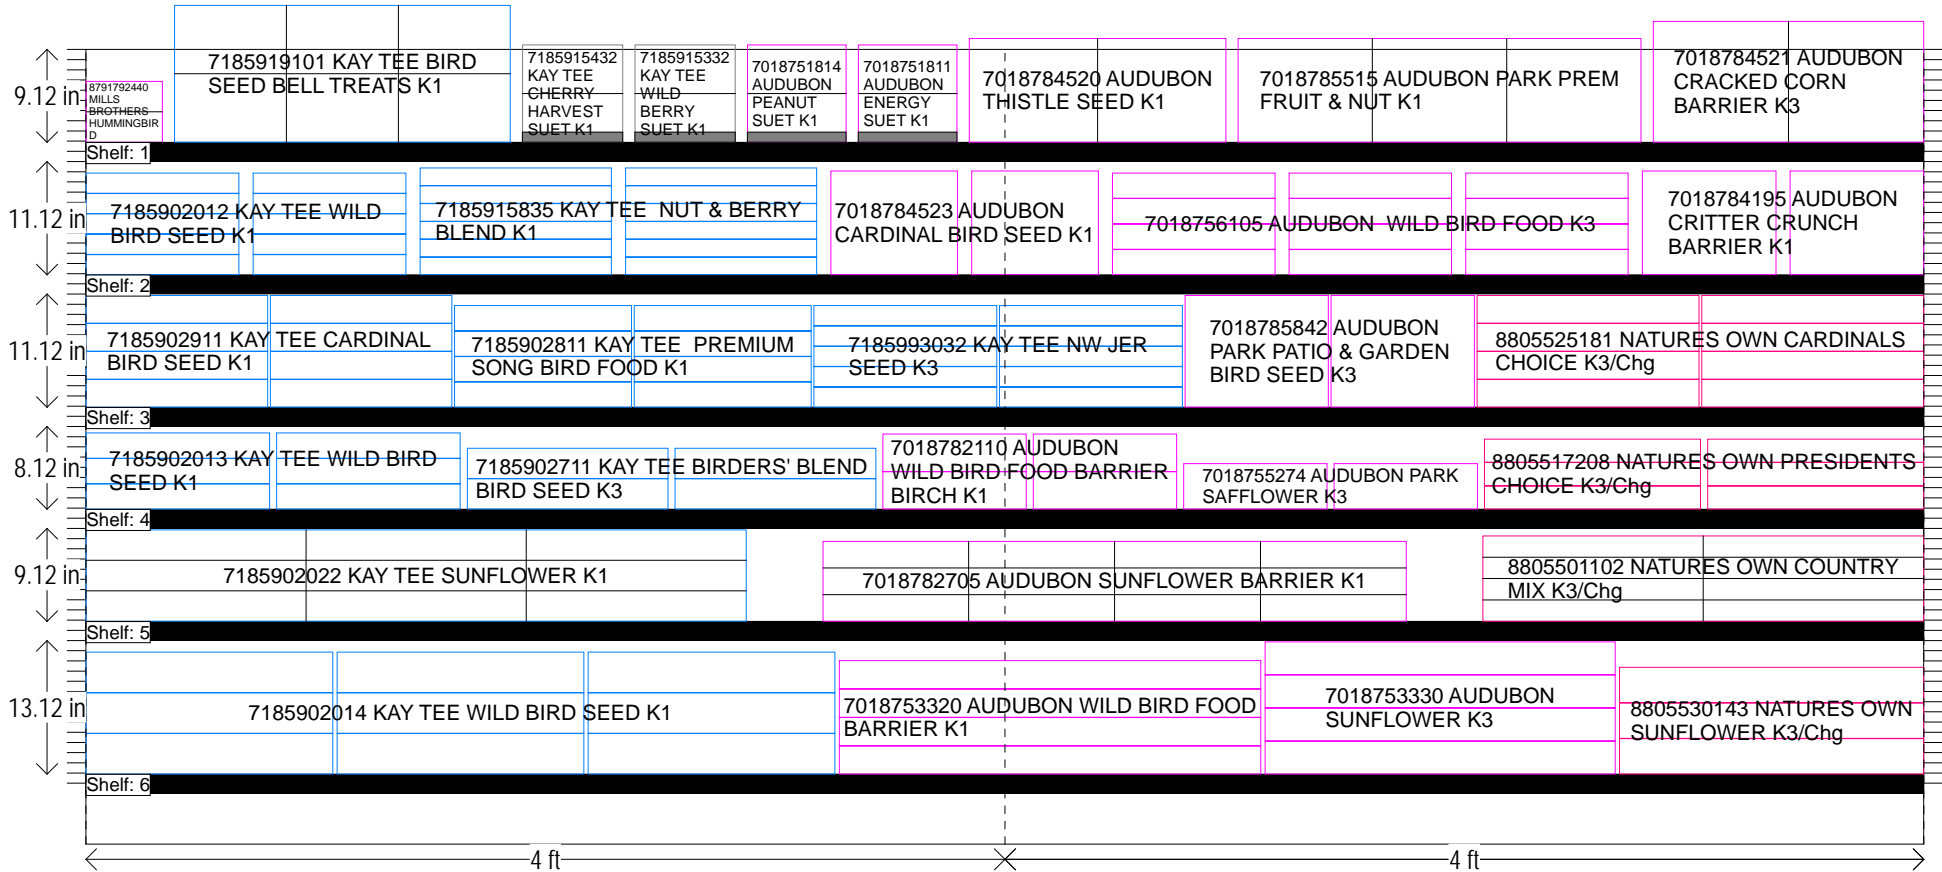 9.12 in
8791792440
MILLS
BROTHERS
HUMMINGBIR
D
7185919101 KAY TEE BIRD
SEED BELL TREATS K1
7185915432
KAY TEE
CHERRY
HARVEST
SUET K1
7185915332
KAY TEE
WILD
BERRY
SUET K1
7018751814
AUDUBON
PEANUT
SUET K1
7018751811
AUDUBON
ENERGY
SUET K1
7018784520 AUDUBON
THISTLE SEED K1
7018785515 AUDUBON PARK PREM
FRUIT & NUT K1
7018784521 AUDUBON
CRACKED CORN
BARRIER K3
Shelf: 1
11.12 in
7185902012 KAY TEE WILD
BIRD SEED K1
7185915835 KAY TEE  NUT & BERRY
BLEND K1
7018784523 AUDUBON
CARDINAL BIRD SEED K1
7018756105 AUDUBON  WILD BIRD FOOD K3
7018784195 AUDUBON
CRITTER CRUNCH
BARRIER K1
Shelf: 2
11.12 in
7185902911 KAY TEE CARDINAL
BIRD SEED K1
7185902811 KAY TEE  PREMIUM
SONG BIRD FOOD K1
7185993032 KAY TEE NW JER
SEED K3
7018785842 AUDUBON
PARK PATIO & GARDEN
BIRD SEED K3
8805525181 NATURES OWN CARDINALS
CHOICE K3/Chg
Shelf: 3
8.12 in
7185902013 KAY TEE WILD BIRD
SEED K1
7185902711 KAY TEE BIRDERS' BLEND
BIRD SEED K3
7018782110 AUDUBON
WILD BIRD FOOD BARRIER
BIRCH K1
7018755274 AUDUBON PARK
SAFFLOWER K3
8805517208 NATURES OWN PRESIDENTS
CHOICE K3/Chg
Shelf: 4
9.12 in
7185902022 KAY TEE SUNFLOWER K1
7018782705 AUDUBON SUNFLOWER BARRIER K1
8805501102 NATURES OWN COUNTRY
MIX K3/Chg
Shelf: 5
13.12 in
7185902014 KAY TEE WILD BIRD SEED K1
7018753320 AUDUBON WILD BIRD FOOD
BARRIER K1
7018753330 AUDUBON
SUNFLOWER K3
8805530143 NATURES OWN
SUNFLOWER K3/Chg
Shelf: 6
4 ft
4 ft